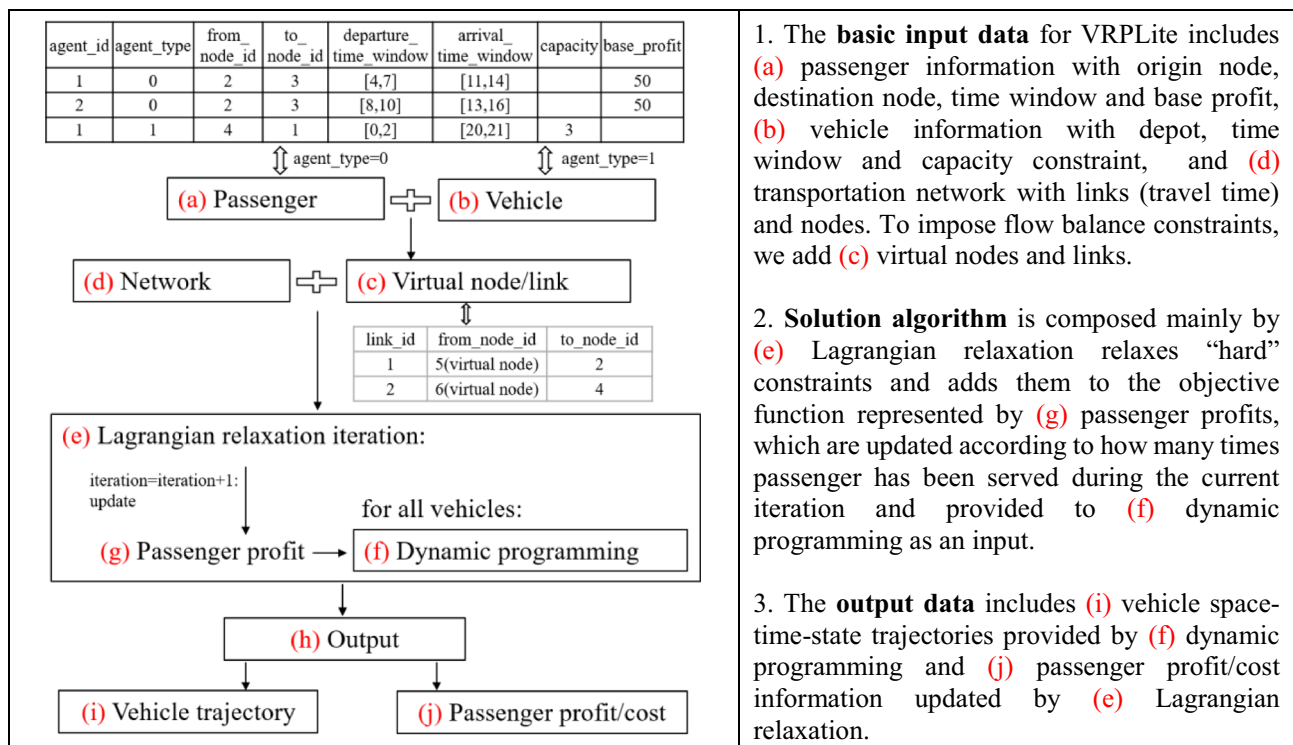 agent_id agent_type from_node_id to_node_id departure_time_window arrival_time_window capacity base_profit
1 0 2 3 [4,7] [11,14] 50
2 0 2 3 [8,10] [13,16] 50
1 1 4 1 [0,2] [20,21] 3
agent_type=0 agent_type=1
(a) Passenger (b) Vehicle
(d) Network (c) Virtual node/link
link_id from_node_id to_node_id
1 5(virtual node) 2
2 6(virtual node) 4
(e) Lagrangian relaxation iteration:
iteration=iteration+1:
update
for all vehicles:
(g) Passenger profit (f) Dynamic programming
(h) Output
(i) Vehicle trajectory (j) Passenger profit/cost
1. The basic input data for VRPLite includes
(a) passenger information with origin node,
destination node, time window and base profit,
(b) vehicle information with depot, time
window and capacity constraint, and (d)
transportation network with links (travel time)
and nodes. To impose flow balance constraints,
we add (c) virtual nodes and links.
2. Solution algorithm is composed mainly by
(e) Lagrangian relaxation relaxes “hard”
constraints and adds them to the objective
function represented by (g) passenger profits,
which are updated according to how many times
passenger has been served during the current
iteration and provided to (f) dynamic
programming as an input.
3. The output data includes (i) vehicle space-
time-state trajectories provided by (f) dynamic
programming and (j) passenger profit/cost
information updated by (e) Lagrangian
relaxation.